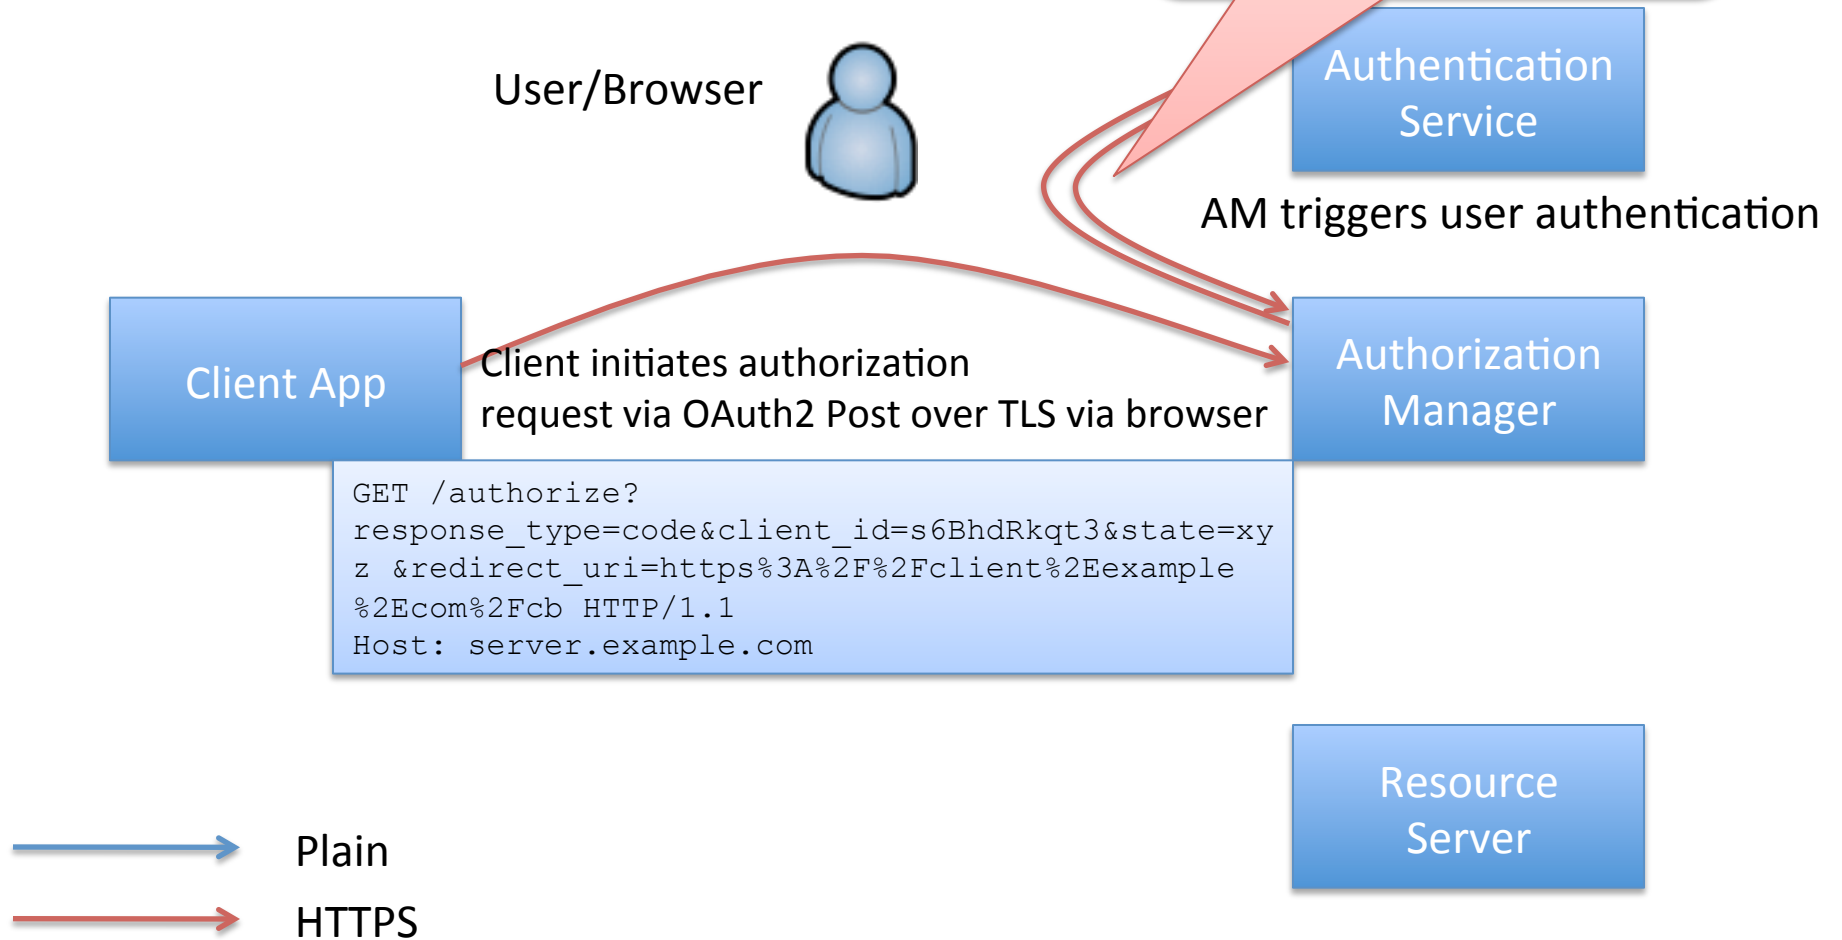 User/Browser
Authentication
Service
AM triggers user authentication
Client App
Client initiates authorization
request via OAuth2 Post over TLS via browser
Authorization
Manager
GET /authorize?
response_type=code&client_id=s6BhdRkqt3&state=xy
z &redirect_uri=https%3A%2F%2Fclient%2Eexample
%2Ecom%2Fcb HTTP/1.1
Host: server.example.com
Resource
Server
Plain
HTTPS